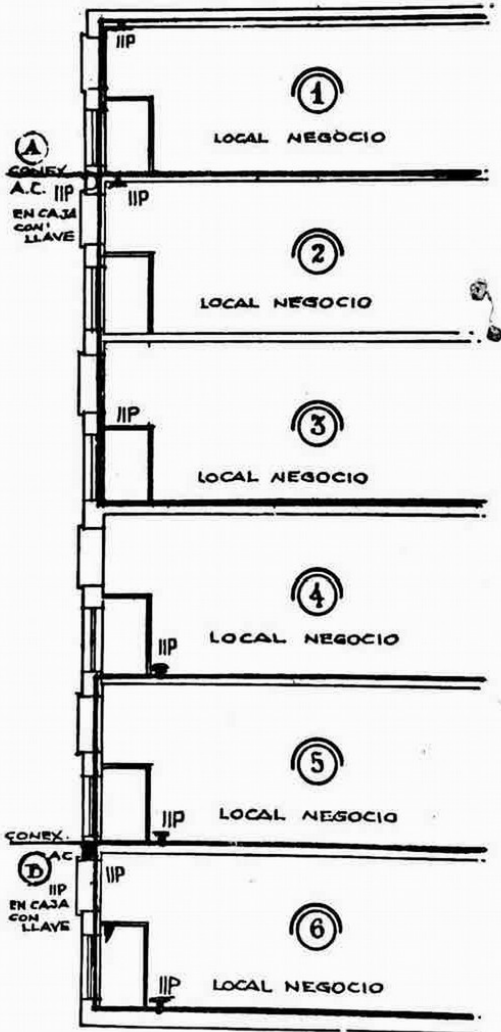 IIP
1
LOCAL NEGOCIO
A
CONEX.
A.C. IIP
IIP
EN CAJA
CON
LLAVE
2
LOCAL NEGOCIO
IIP
3
LOCAL NEGOCIO
4
LOCAL NEGOCIO
IIP
5
LOCAL NEGOCIO
IIP
CONEX.
AC
B
IIP
IIP
EN CAJA
CON
LLAVE
6
IIP
LOCAL NEGOCIO